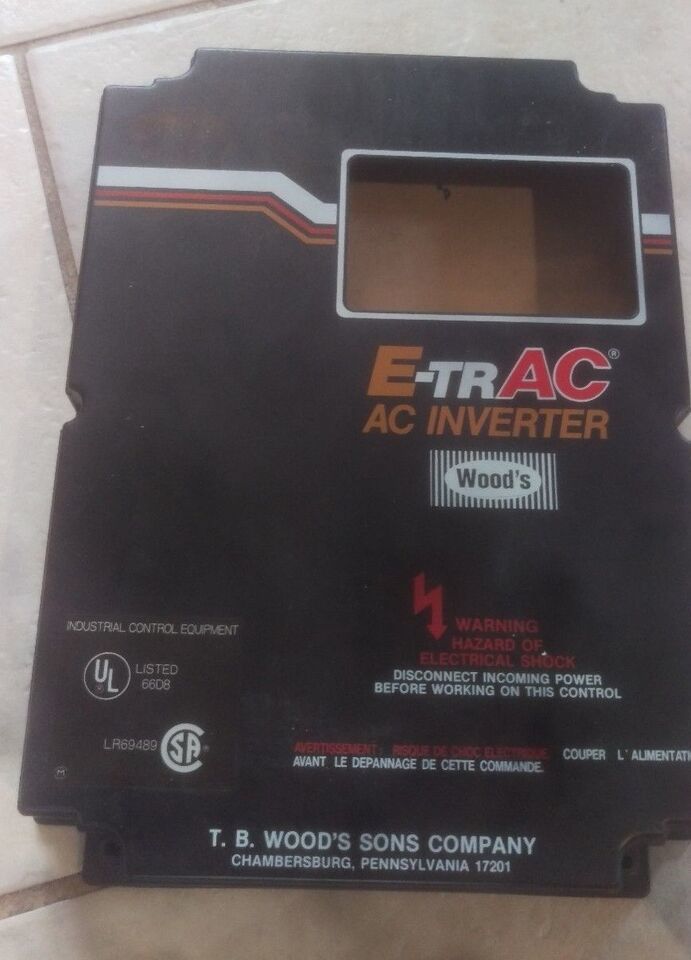 E-TRAC®
AC INVERTER
Wood's
INDUSTRIAL CONTROL EQUIPMENT
UL LISTED
66D8
LR69489 SA
M
WARNING
HAZARD OF
ELECTRICAL SHOCK
DISCONNECT INCOMING POWER
BEFORE WORKING ON THIS CONTROL
AVERTISSEMENT: RISQUE DE CHOC ELECTRIQUE. COUPER L'ALIMENTATI
AVANT LE DEPANNAGE DE CETTE COMMANDE.
T. B. WOOD'S SONS COMPANY
CHAMBERSBURG, PENNSYLVANIA 17201